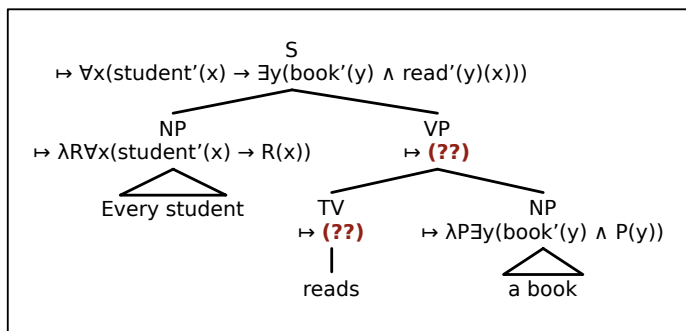 S
↦ ∀x(student’(x) → ∃y(book’(y) ∧ read’(y)(x)))
NP VP
↦ λR∀x(student’(x) → R(x)) ↦ (??)
Every student TV NP
↦ (??) ↦ λP∃y(book’(y) ∧ P(y))
reads a book